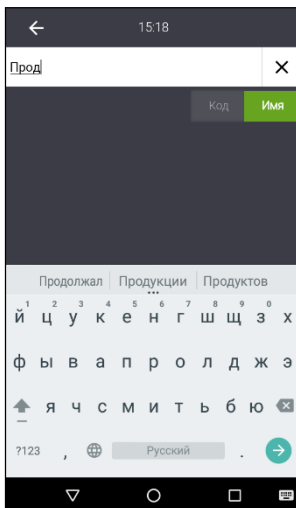 15:18
Прод
Код Имя
Продолжал Продукции Продуктов
1 2 3 4 5 6 7 8 9 0
й ц у к е н г ш щ з х
ф ы в а п р о л д ж э
я ч с м и т ь б ю
?123 , Русский .